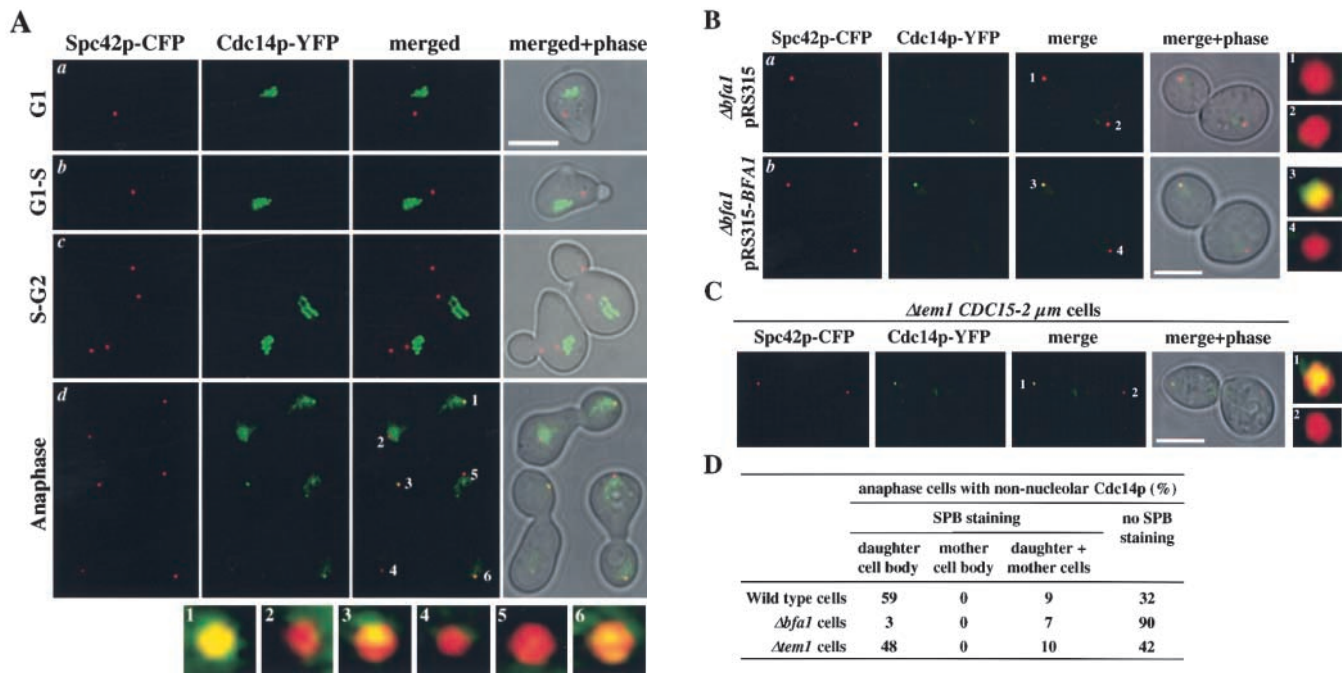 A
Spc42p-CFP Cdc14p-YFP merged merged+phase
a
G1
b
G1-S
c
S-G2
d
Anaphase
1
2
3
5
4
6
1 2 3 4 5 6
B
Spc42p-CFP Cdc14p-YFP merge merge+phase
a
Δbfa1
pRS315
1
2
1
2
b
Δbfa1
pRS315-BFA1
3
4
3
4
C
Δtem1 CDC15-2 μm cells
Spc42p-CFP Cdc14p-YFP merge merge+phase
1
2
1
2
D
anaphase cells with non-nucleolar Cdc14p (%)
SPB staining no SPB staining
daughter cell body mother cell body daughter + mother cells
Wild type cells 59 0 9 32
Δbfa1 cells 3 0 7 90
Δtem1 cells 48 0 10 42